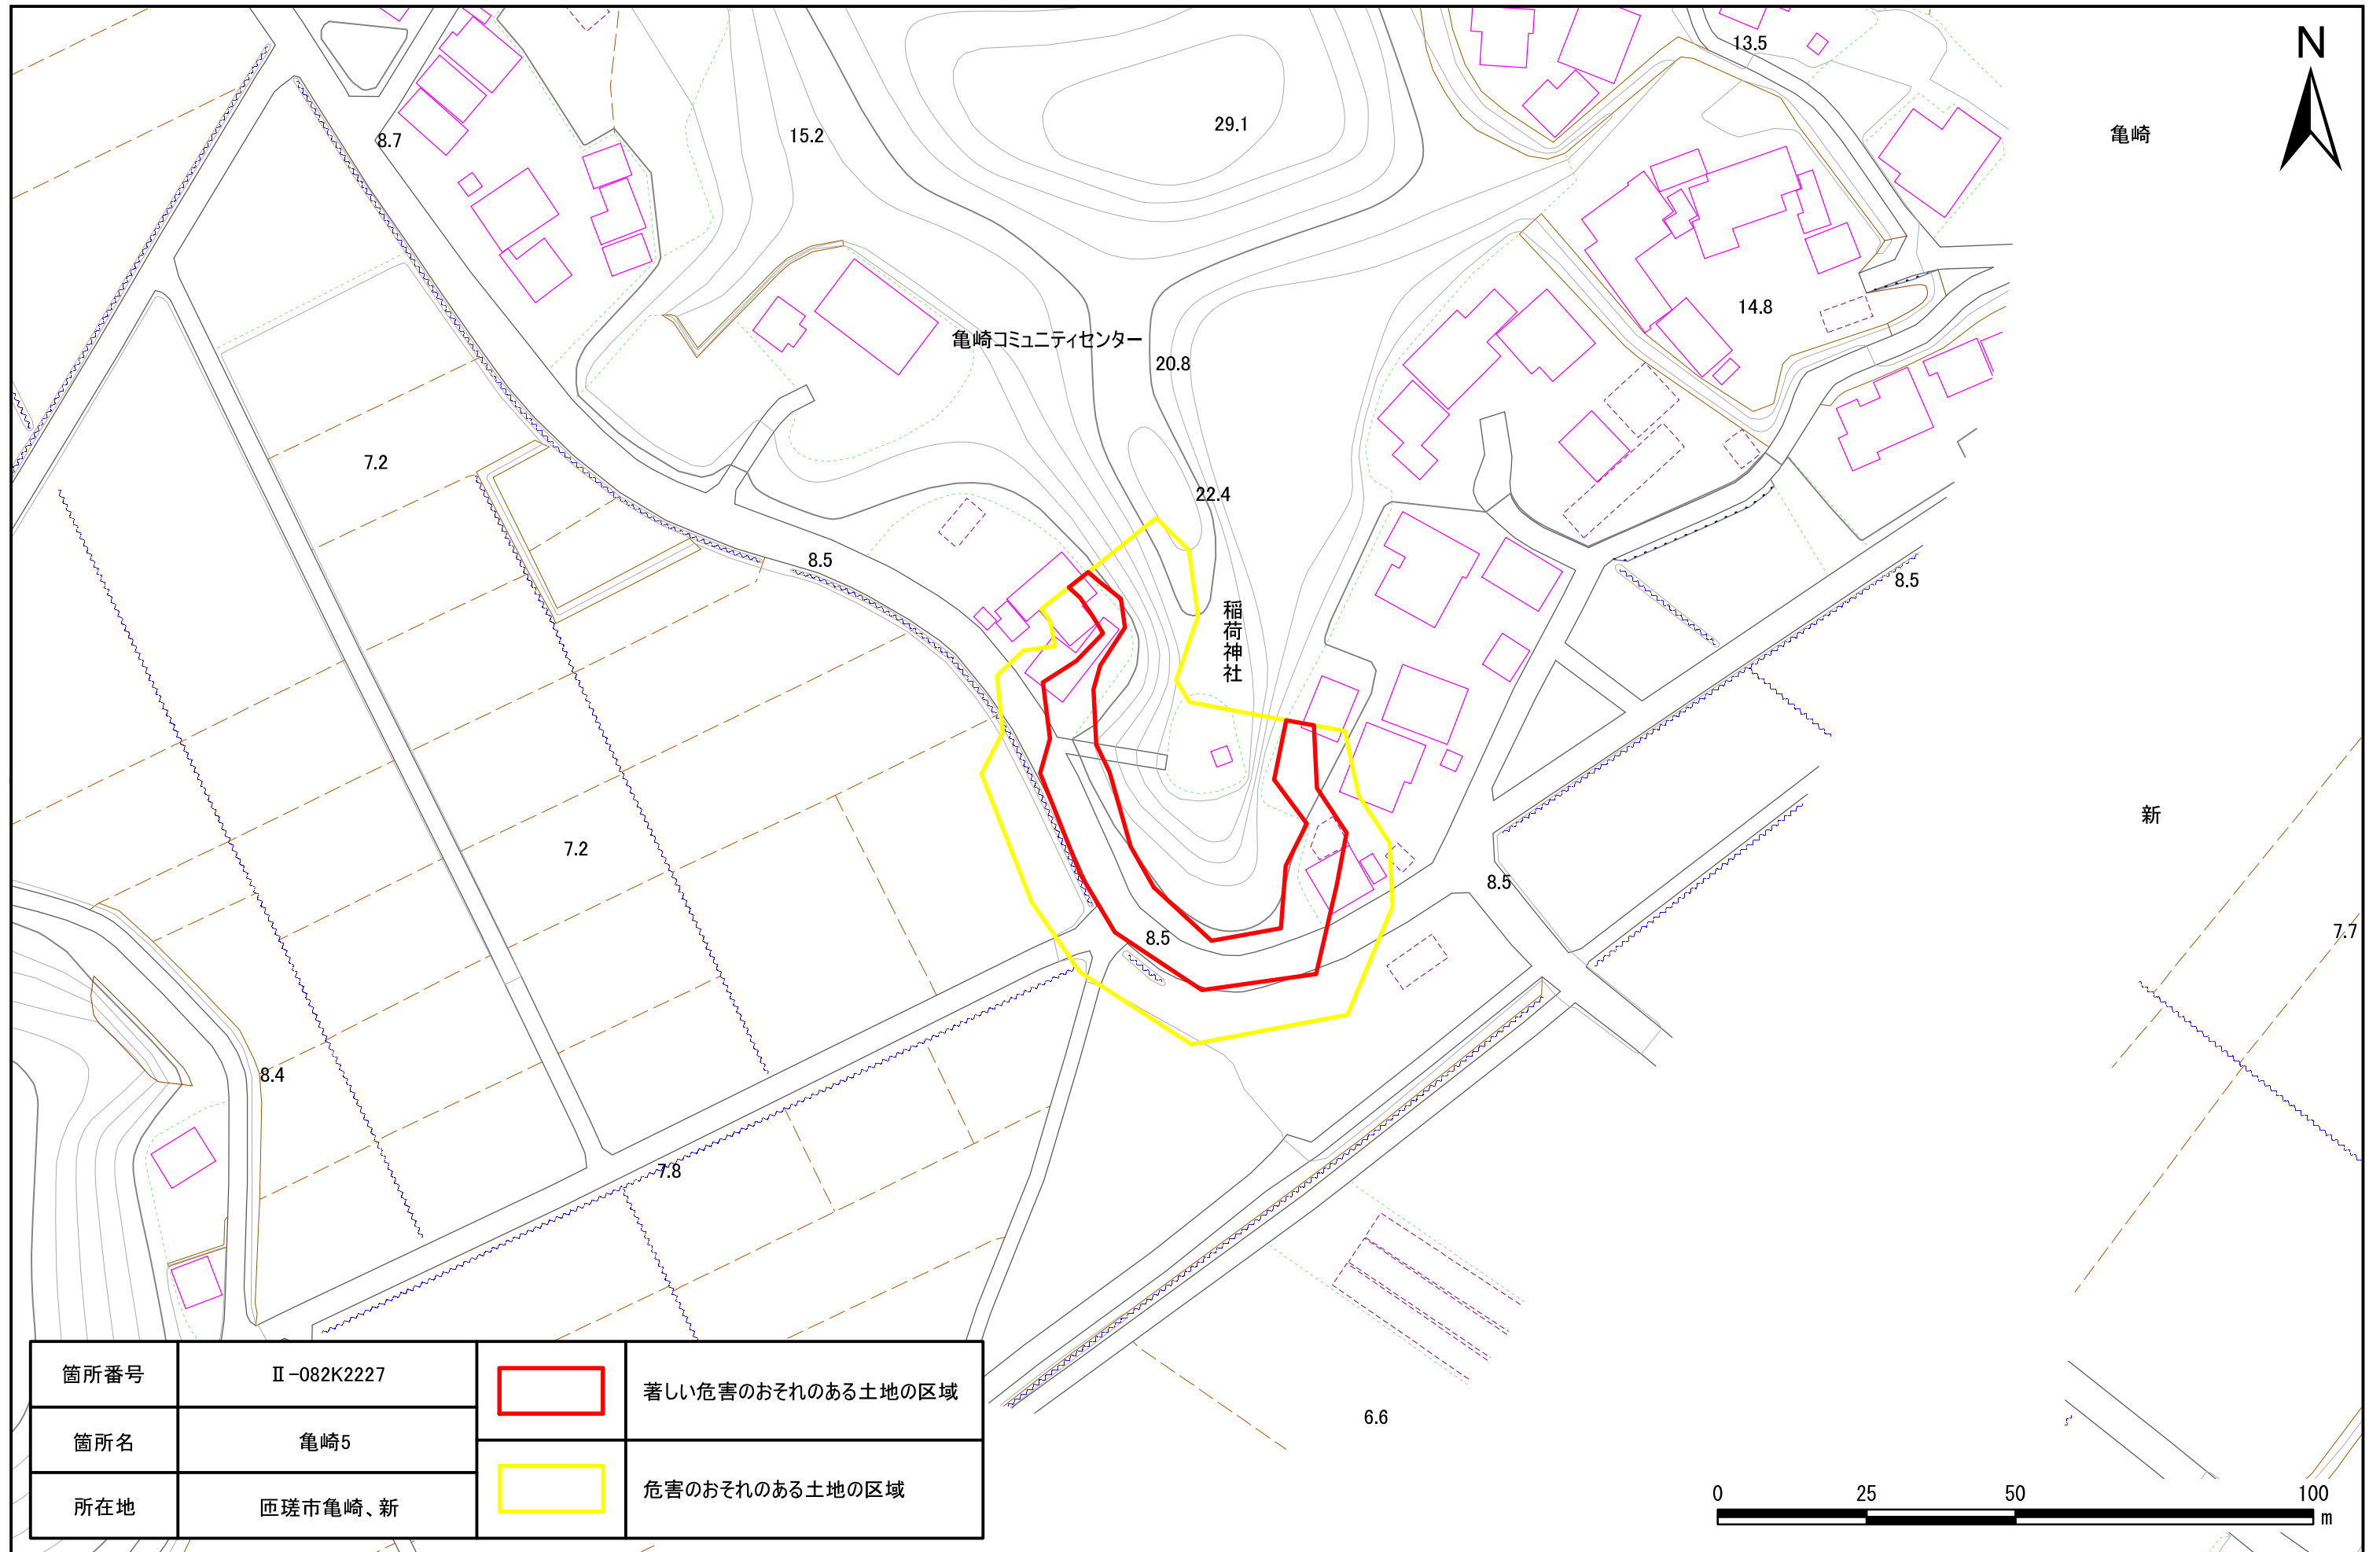 N
13.5
15.2
29.1
亀崎
8.7
14.8
亀崎コミュニティセンター
20.8
7.2
22.4
8.5
8.5
稲荷神社
新
7.2
8.5
7.7
8.5
8.4
7.8
6.6
箇所番号 Ⅱ-082K2227
箇所名 亀崎5
所在地 匝瑳市亀崎、新
著しい危害のおそれのある土地の区域
危害のおそれのある土地の区域
0 25 50 100
m